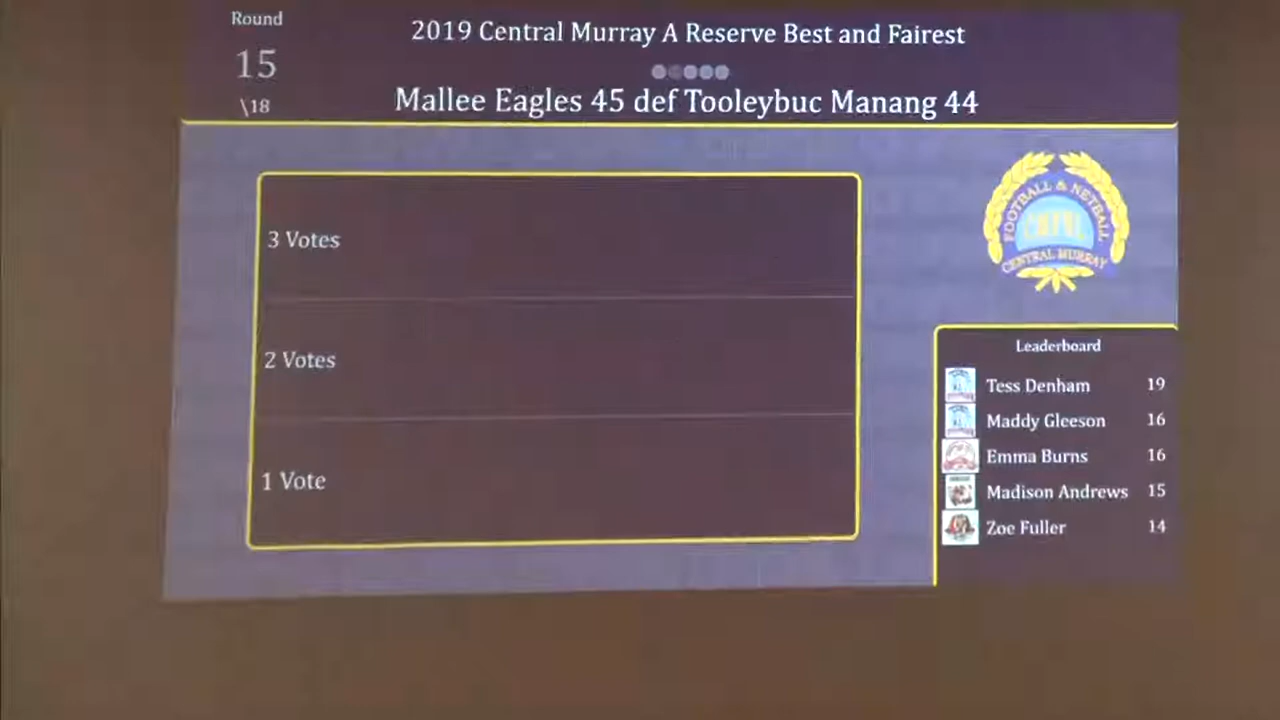 Round
15
\18
2019 Central Murray A Reserve Best and Fairest
Mallee Eagles 45 def Tooleybuc Manang 44
3 Votes
2 Votes
1 Vote
FOOTBALL & NETBALL
CENTRAL MURRAY
Leaderboard
Tess Denham 19
Maddy Gleeson 16
Emma Burns 16
Madison Andrews 15
Zoe Fuller 14